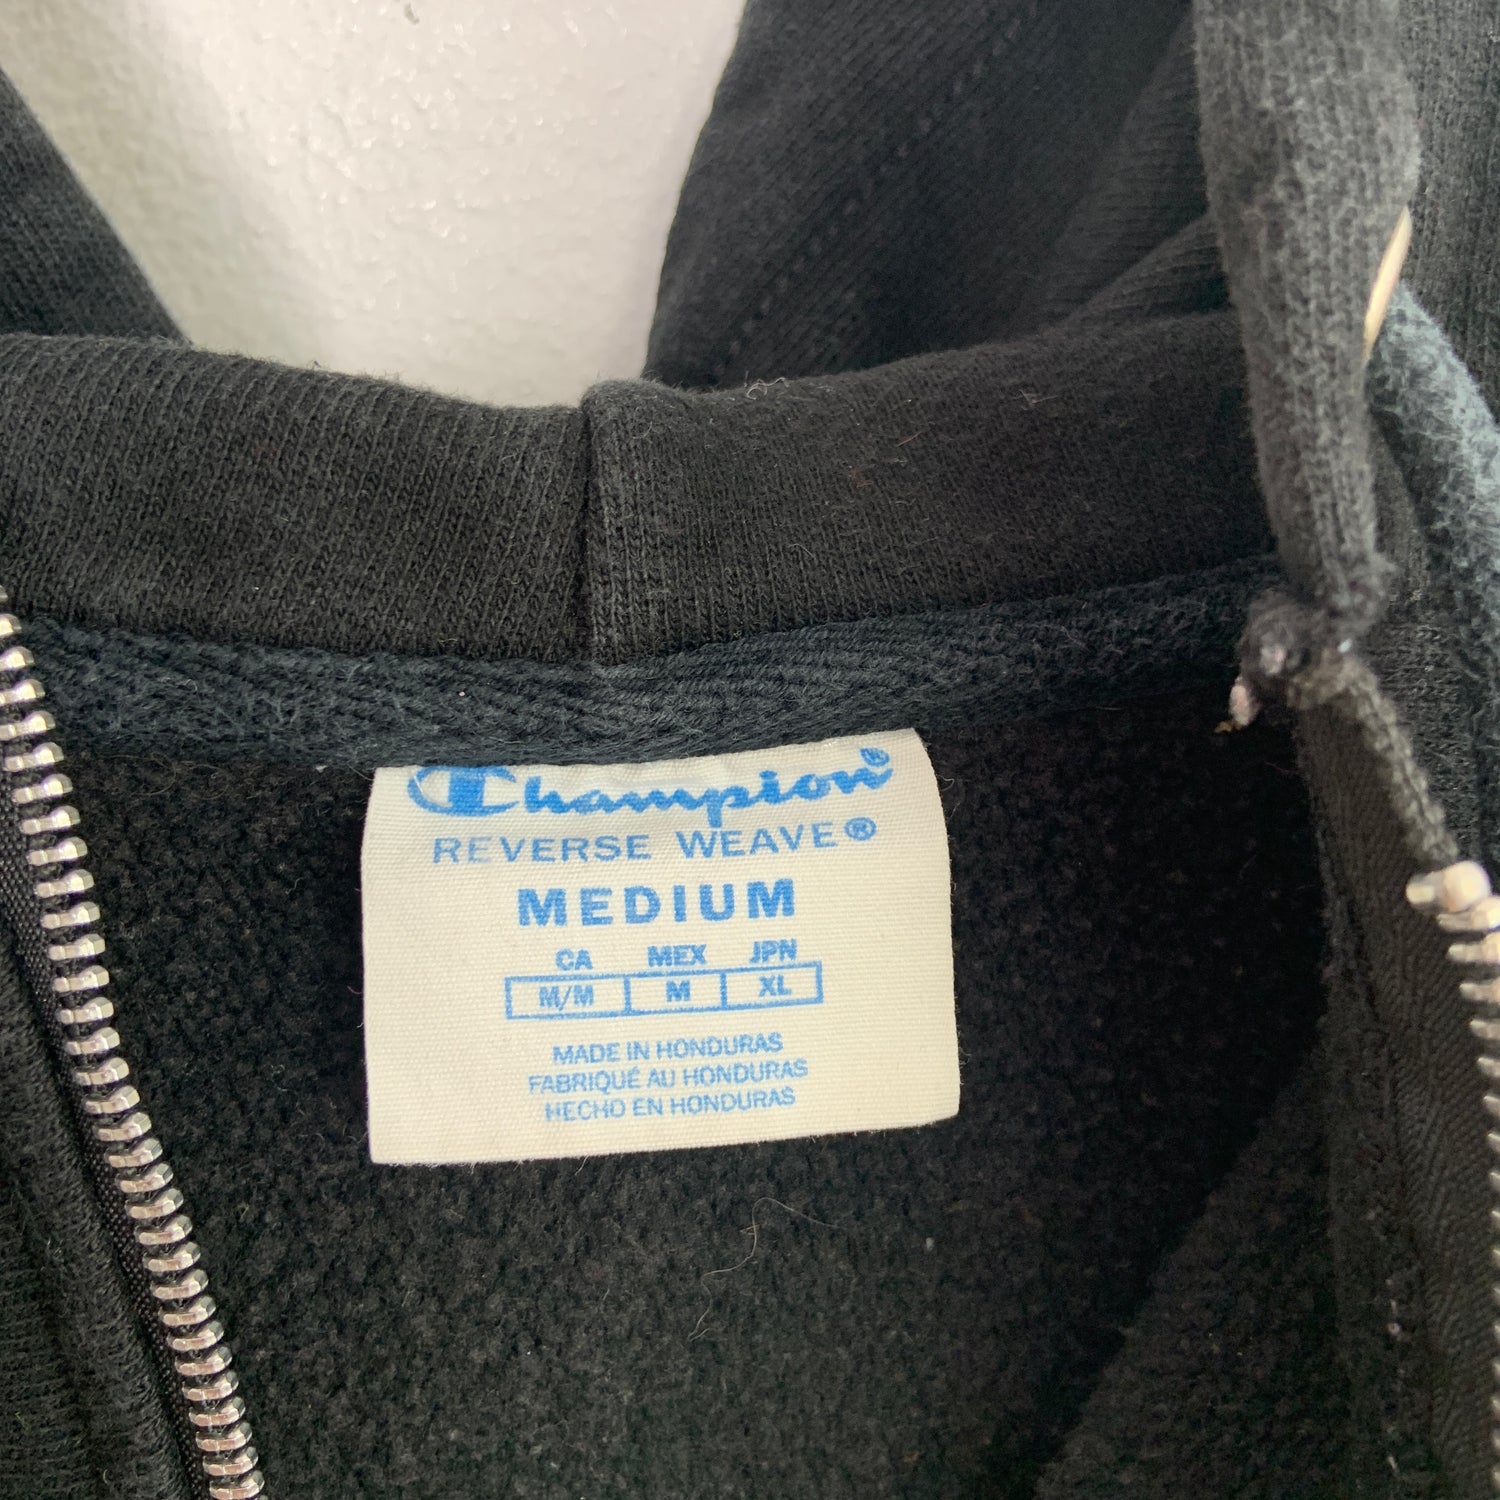 Champion
REVERSE WEAVE®
MEDIUM
CA MEX JPN
M/M M XL
MADE IN HONDURAS
FABRIQUÉ AU HONDURAS
HECHO EN HONDURAS